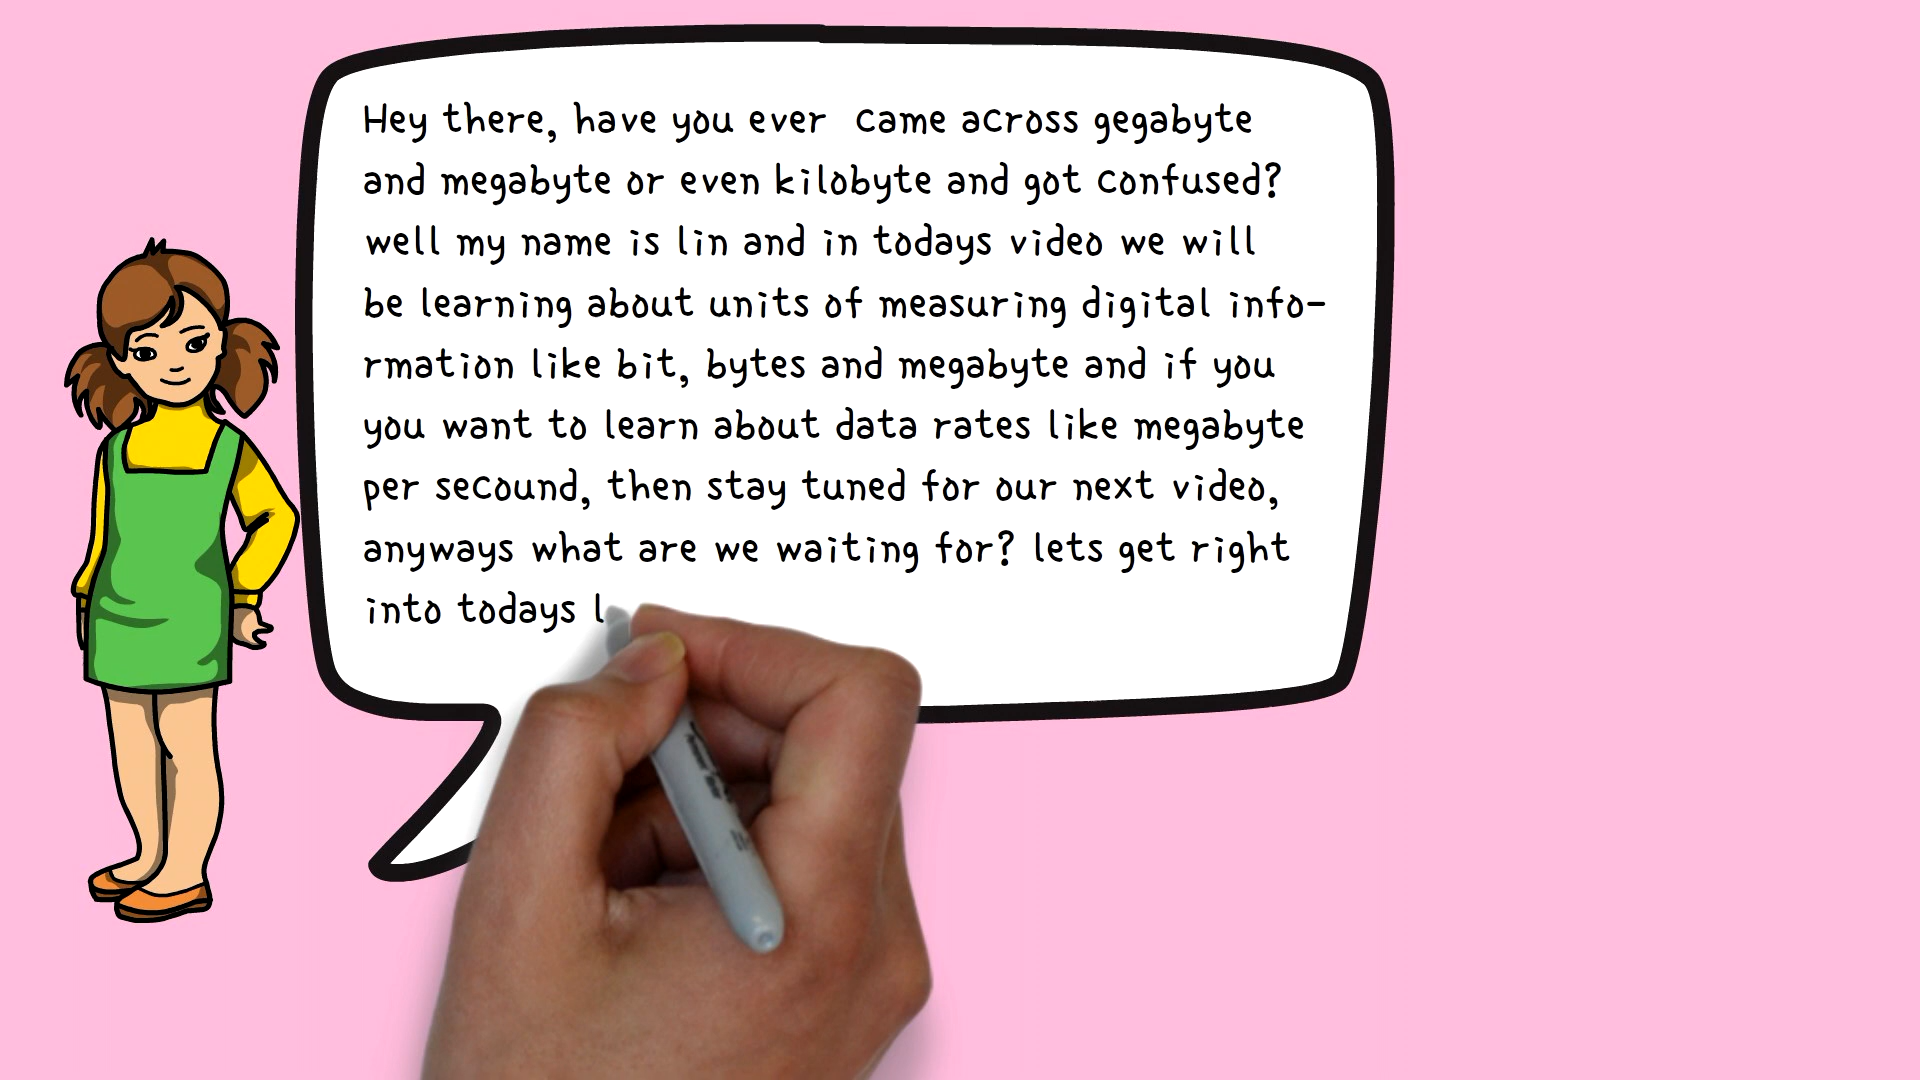 Hey there, have you ever came across gegabyte
and megabyte or even kilobyte and got confused?
well my name is lin and in todays video we will
be learning about units of measuring digital info-
rmation like bit, bytes and megabyte and if you
you want to learn about data rates like megabyte
per secound, then stay tuned for our next video,
anyways what are we waiting for? lets get right
into todays l